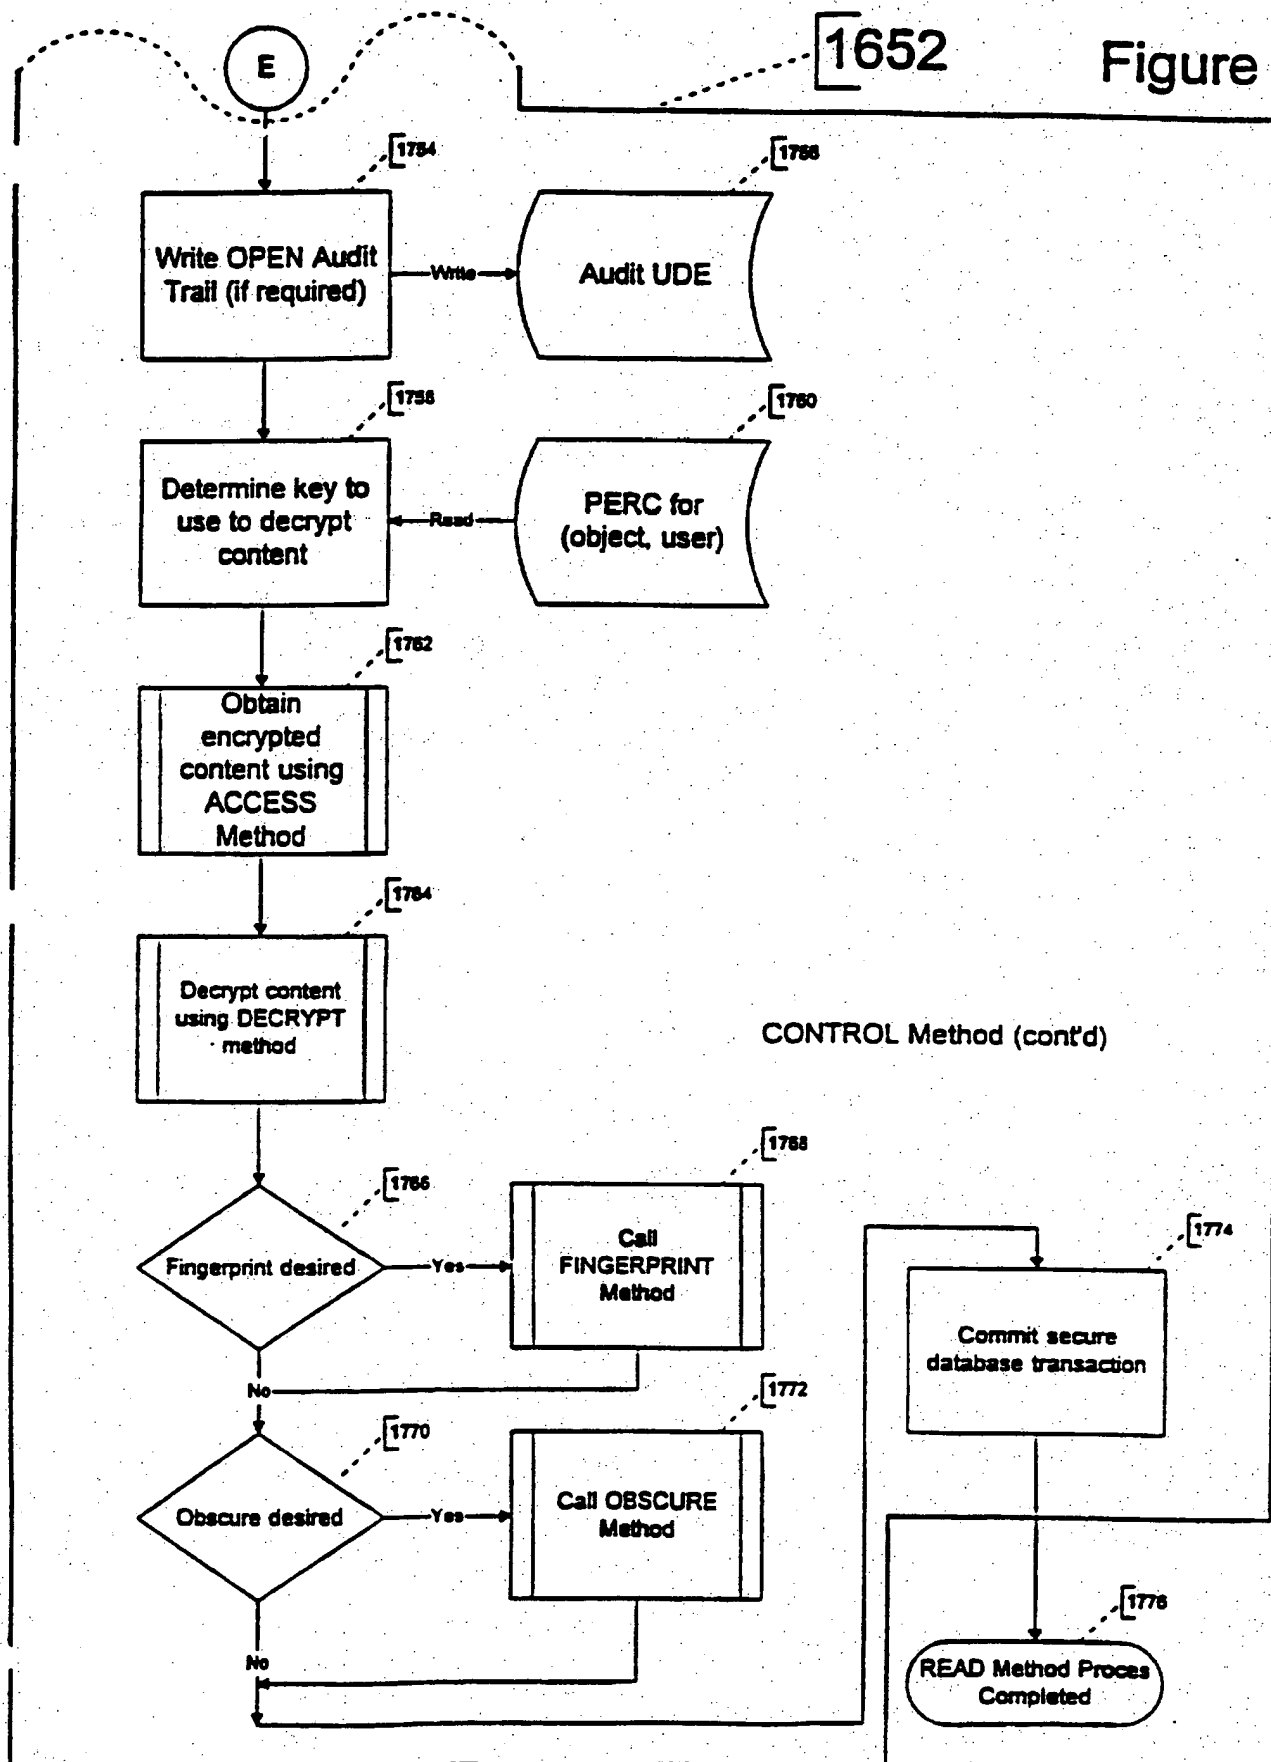 E
1652
Figure
1754
Write OPEN Audit
Trail (if required)
Write
1756
Audit UDE
1758
Determine key to
use to decrypt
content
Read
1760
PERC for
(object, user)
1762
Obtain
encrypted
content using
ACCESS
Method
1764
Decrypt content
using DECRYPT
method
CONTROL Method (cont'd)
1766
Fingerprint desired
Yes
1768
Call
FINGERPRINT
Method
No
1770
Obscure desired
Yes
1772
Call OBSCURE
Method
No
1774
Commit secure
database transaction
1776
READ Method Proces
Completed